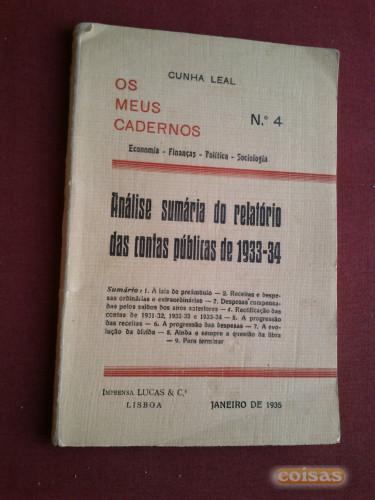 CUNHA LEAL
OS
MEUS
CADERNOS
N.º 4
Economia - Finanças - Política - Sociologia
Análise sumária do relatório
das contas públicas de 1933-34
Sumário: 1. A laia de preâmbulo — 2. Receitas e despe-
sas ordinárias e extraordinárias — 3. Despesas compensa-
das pelos saldos dos anos anteriores — 4. Rectificação das
contas de 1931-32, 1932-33 e 1933-34 — 5. A progressão
das receitas — 6. A progressão das despesas — 7. A evo-
lução da dívida — 8. Ainda e sempre a questão da libra
— 9. Para terminar
IMPRENSA LUCAS & C.ª
LISBOA
JANEIRO DE 1935
coisas